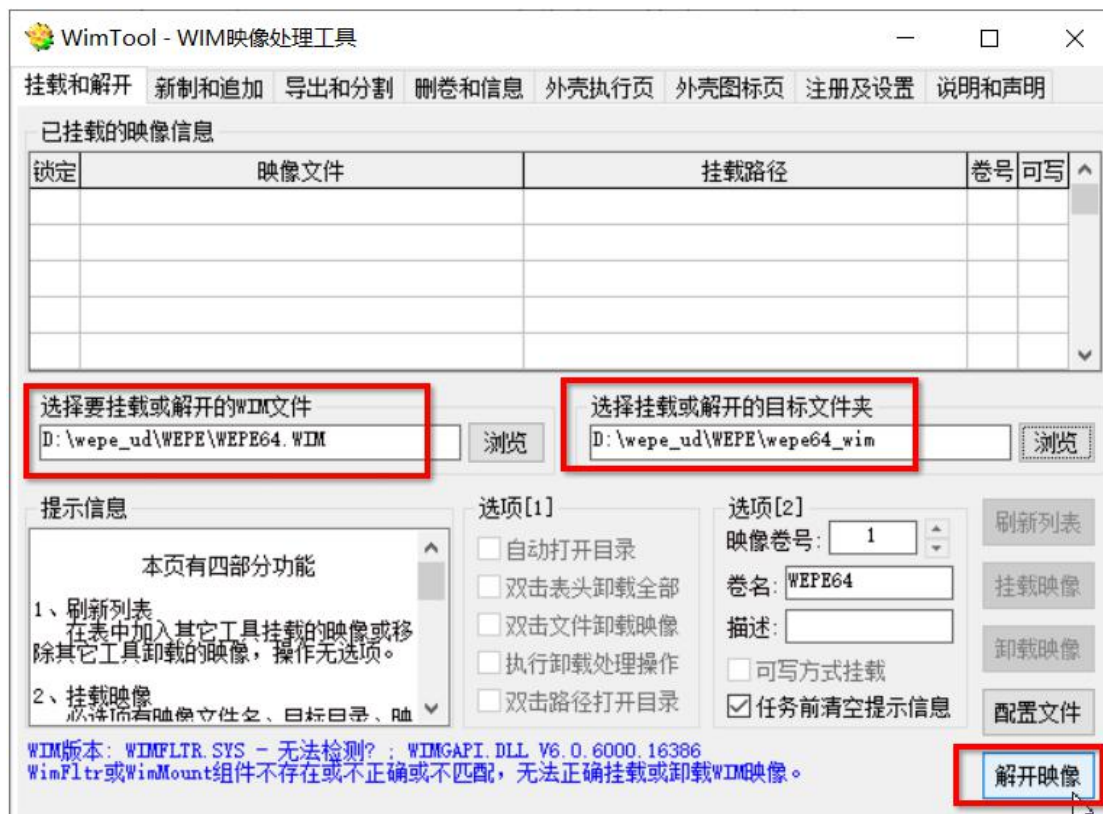 WimTool - WIM映像处理工具
挂载和解开 新制和追加 导出和分割 删卷和信息 外壳执行页 外壳图标页 注册及设置 说明和声明
已挂载的映像信息
锁定 映像文件 挂载路径 卷号 可写
选择要挂载或解开的WIM文件
D:\wepe_ud\WEPE\WEPE64.WIM 浏览
选择挂载或解开的目标文件夹
D:\wepe_ud\WEPE\wepe64_wim 浏览
提示信息
本页有四部分功能
1、刷新列表
在表中加入其它工具挂载的映像或移
除其它工具卸载的映像，操作无选项。
2、挂载映像
必选项有映像文件名、目标目录、映
选项[1]
自动打开目录
双击表头卸载全部
双击文件卸载映像
执行卸载处理操作
双击路径打开目录
选项[2]
映像卷号: 1
卷名: WEPE64
描述:
可写方式挂载
任务前清空提示信息
刷新列表
挂载映像
卸载映像
配置文件
解开映像
WIM版本: WIMFLTR.SYS - 无法检测? ; WIMGAPI.DLL V6.0.6000.16386
WimFltr或WimMount组件不存在或不正确或不匹配，无法正确挂载或卸载WIM映像。